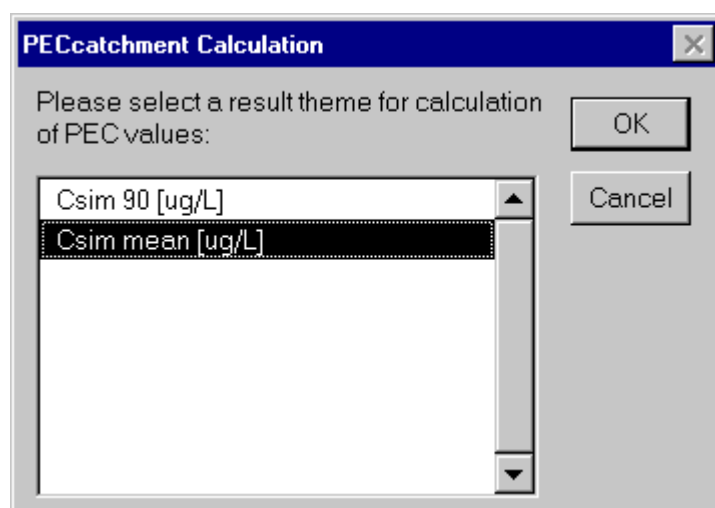 PECcatchment Calculation
Please select a result theme for calculation
of PEC values:
OK
Csim 90 [ug/L]
Cancel
Csim mean [ug/L]